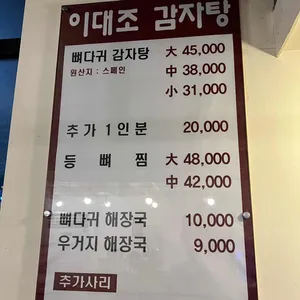 이대조 감자탕
뼈다귀 감자탕 大 45,000
원산지 : 스페인 中 38,000
小 31,000
추가 1인분 20,000
등 뼈 찜 大 48,000
中 42,000
뼈다귀 해장국 10,000
우거지 해장국 9,000
추가사리